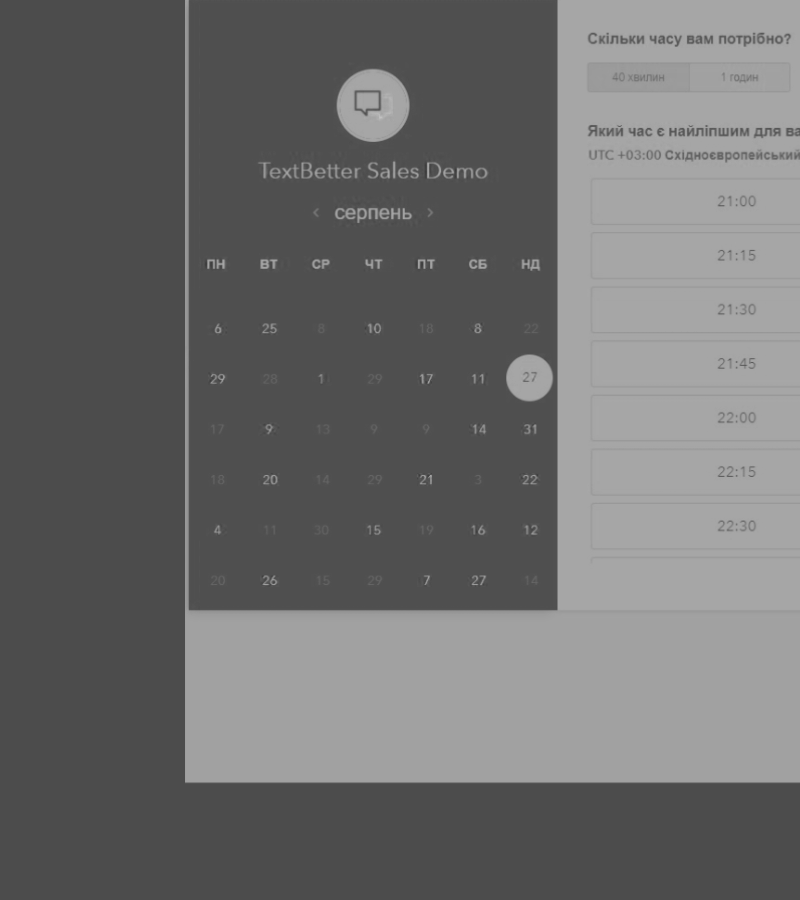 TextBetter Sales Demo
‹ серпень ›
ПН ВТ СР ЧТ ПТ СБ НД
6 25 8 10 18 8 22
29 28 1 29 17 11 27
17 9 13 9 9 14 31
18 20 14 29 21 3 22
4 11 30 15 19 16 12
20 26 15 29 7 27 14
Скільки часу вам потрібно?
40 хвилин 1 годин
Який час є найліпшим для ва
UTC +03:00 Східноєвропейський
21:00
21:15
21:30
21:45
22:00
22:15
22:30